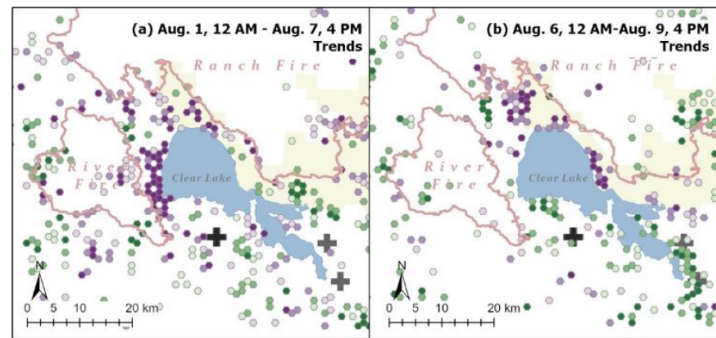 (a) Aug. 1, 12 AM - Aug. 7, 4 PM
Trends
Ranch Fire
River
Fire
Clear Lake
N
0 5 10 20 km
(b) Aug. 6, 12 AM-Aug. 9, 4 PM
Trends
Ranch Fire
River
Fire
Clear Lake
N
0 5 10 20 km